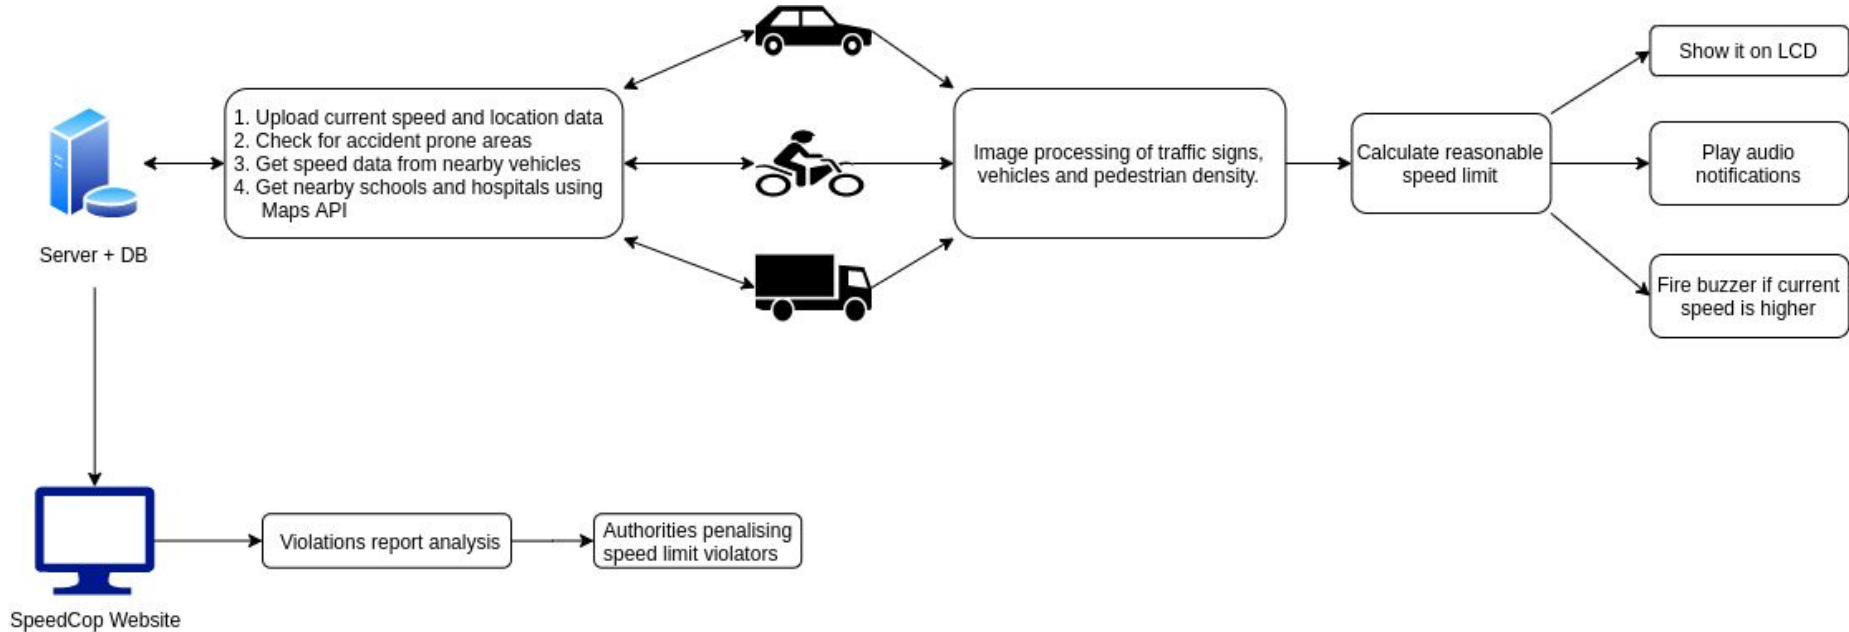 Server + DB
1. Upload current speed and location data
2. Check for accident prone areas
3. Get speed data from nearby vehicles
4. Get nearby schools and hospitals using
Maps API
Image processing of traffic signs,
vehicles and pedestrian density.
Calculate reasonable
speed limit
Show it on LCD
Play audio
notifications
Fire buzzer if current
speed is higher
SpeedCop Website
Violations report analysis
Authorities penalising
speed limit violators